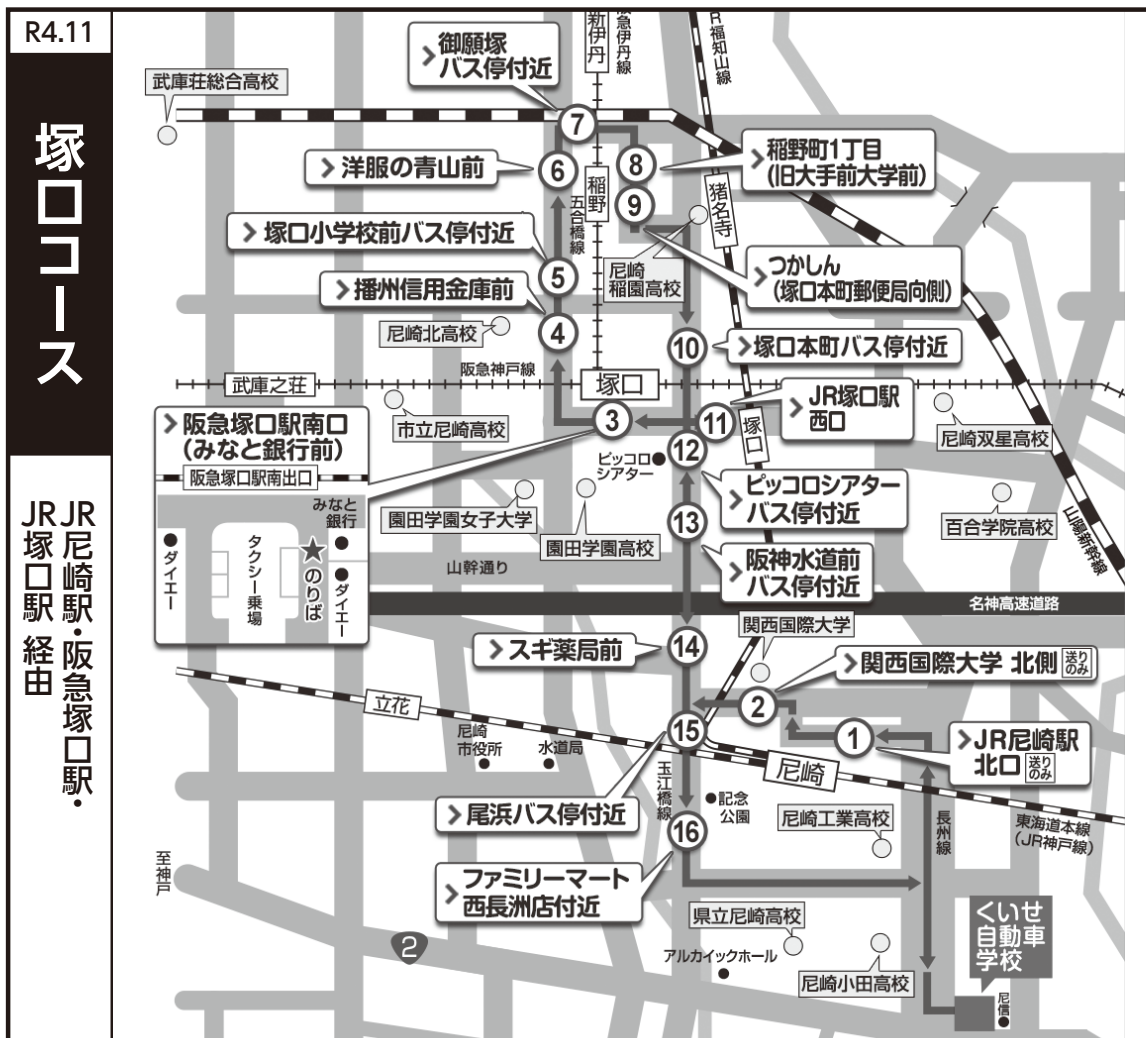 R4.11
塚口コース
JR尼崎駅・阪急塚口駅・
JR塚口駅 経由
御願塚
バス停付近
新伊丹
阪急伊丹線
R福知山線
武庫荘総合高校
7
洋服の青山前
6
稲野
8
稲野町1丁目
(旧大手前大学前)
9
猪名寺
五合橋線
塚口小学校前バス停付近
5
尼崎
稲園高校
つかしん
(塚口本町郵便局向側)
播州信用金庫前
4
尼崎北高校
10
塚口本町バス停付近
阪急神戸線
武庫之荘
塚口
JR塚口駅
西口
11
3
塚口
阪急塚口駅南口
(みなと銀行前)
阪急塚口駅南出口
みなと
銀行
ダイエー
タクシー乗場
★のりば
ダイエー
市立尼崎高校
尼崎双星高校
12
ピッコロ
シアター
ピッコロシアター
バス停付近
園田学園女子大学
園田学園高校
13
百合学院高校
山陽新幹線
阪神水道前
バス停付近
山幹通り
名神高速道路
関西国際大学
スギ薬局前
14
関西国際大学 北側 送りのみ
立花
2
尼崎
市役所
水道局
15
1
JR尼崎駅
北口 送りのみ
尼崎
尾浜バス停付近
玉江橋線
記念
公園
16
尼崎工業高校
長州線
東海道本線
(JR神戸線)
至神戸
ファミリーマート
西長洲店付近
県立尼崎高校
くいせ
自動車
学校
2
アルカイックホール
尼崎小田高校
尼信